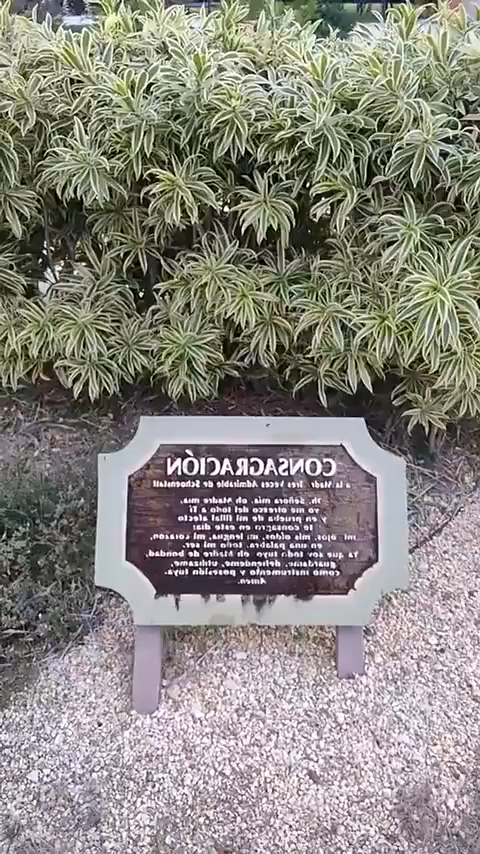 CONSAGRACIÓN
a la Madre Tres Veces Admirable de Schoenstatt
Oh, Señora mía, oh Madre mía,
yo me ofrezco del todo a Ti
y en prueba de mi filial afecto
te consagro en este día:
mi ojos, mis oídos, mi lengua, mi corazón,
en una palabra, todo mi ser.
Ya que soy todo tuyo, oh Madre de bondad,
guárdame, defiéndeme, utilízame,
como instrumento y posesión tuya.
Amen.